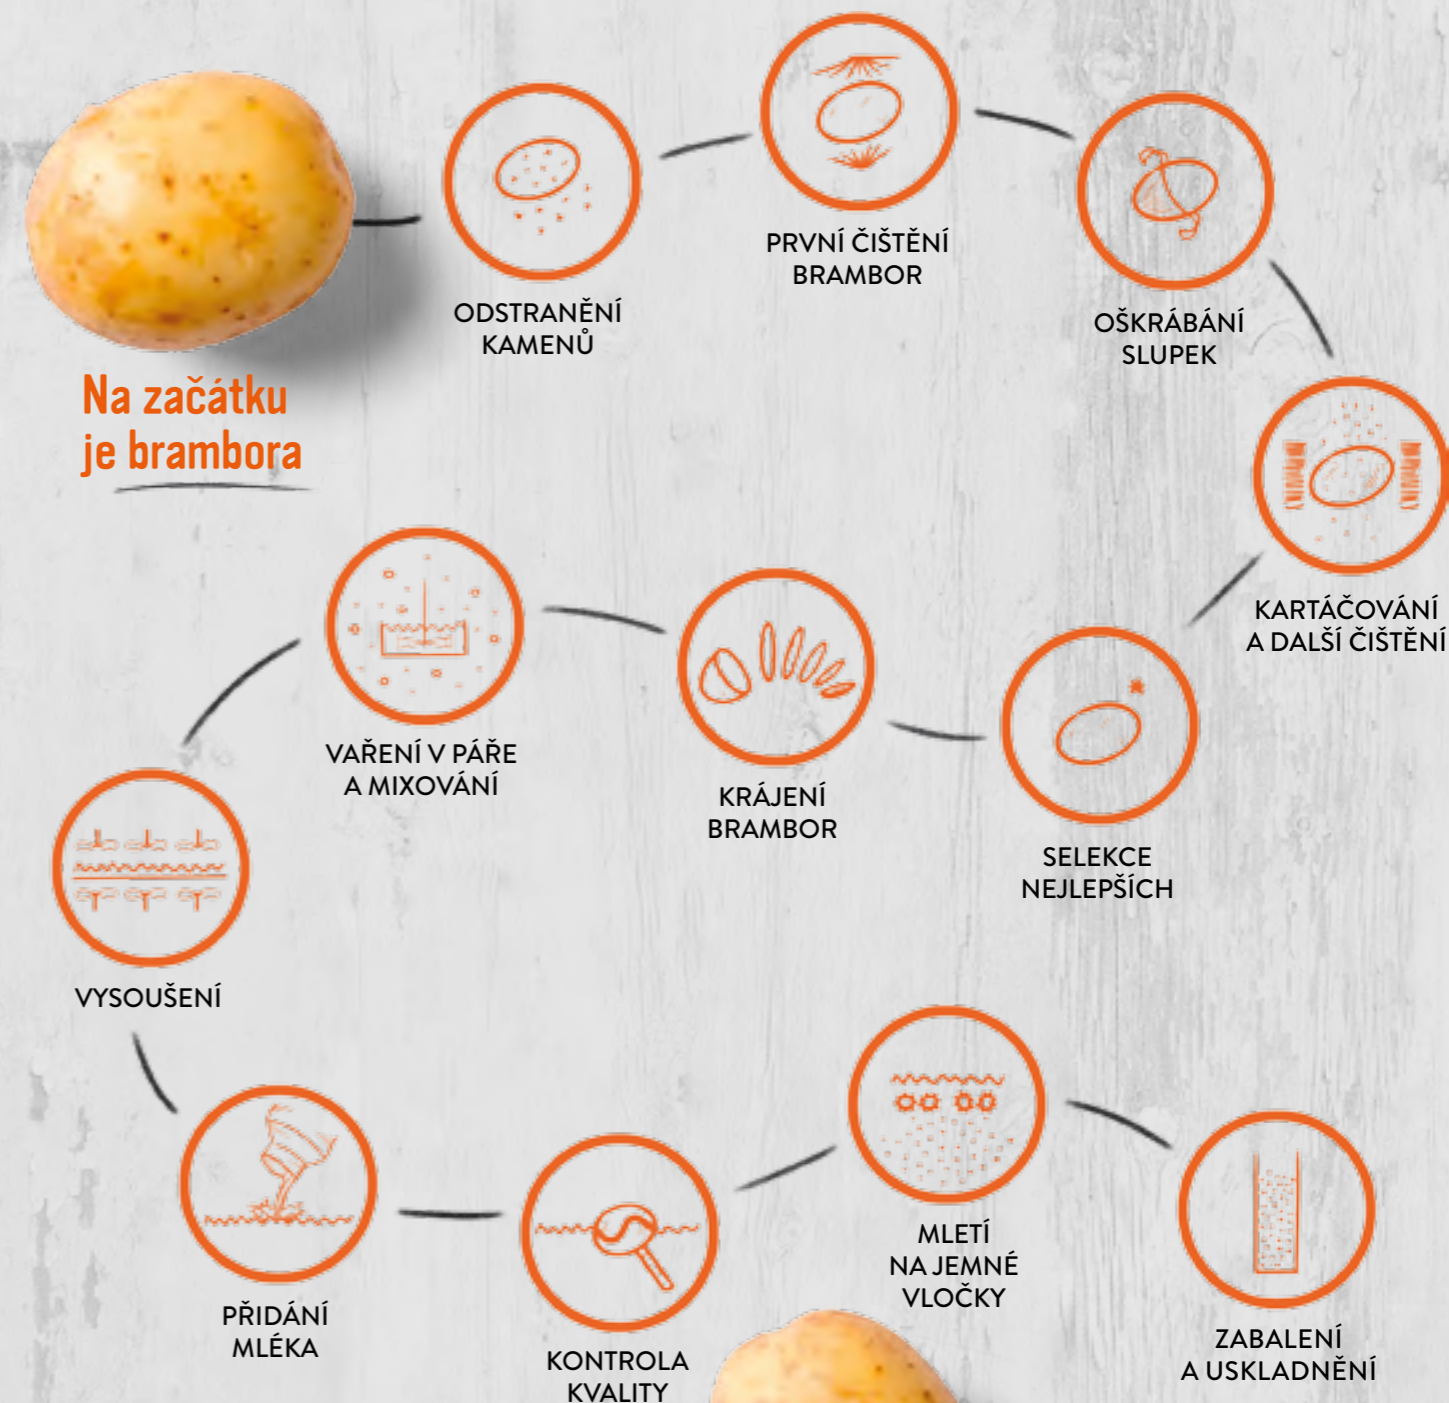 Na začátku
je brambora
ODSTRANĚNÍ
KAMENŮ
PRVNÍ ČIŠTĚNÍ
BRAMBOR
OŠKRÁBÁNÍ
SLUPEK
KARTÁČOVÁNÍ
A DALŠÍ ČIŠTĚNÍ
SELEKCE
NEJLEPŠÍCH
KRÁJENÍ
BRAMBOR
VAŘENÍ V PÁŘE
A MIXOVÁNÍ
VYSOUŠENÍ
PŘIDÁNÍ
MLÉKA
KONTROLA
KVALITY
MLETÍ
NA JEMNÉ
VLOČKY
ZABALENÍ
A USKLADNĚNÍ